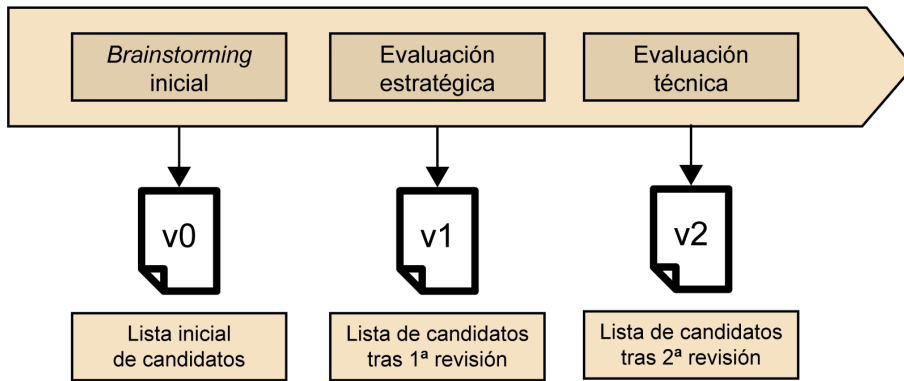 Brainstorming
inicial
Evaluación
estratégica
Evaluación
técnica
v0
v1
v2
Lista inicial
de candidatos
Lista de candidatos
tras 1ª revisión
Lista de candidatos
tras 2ª revisión